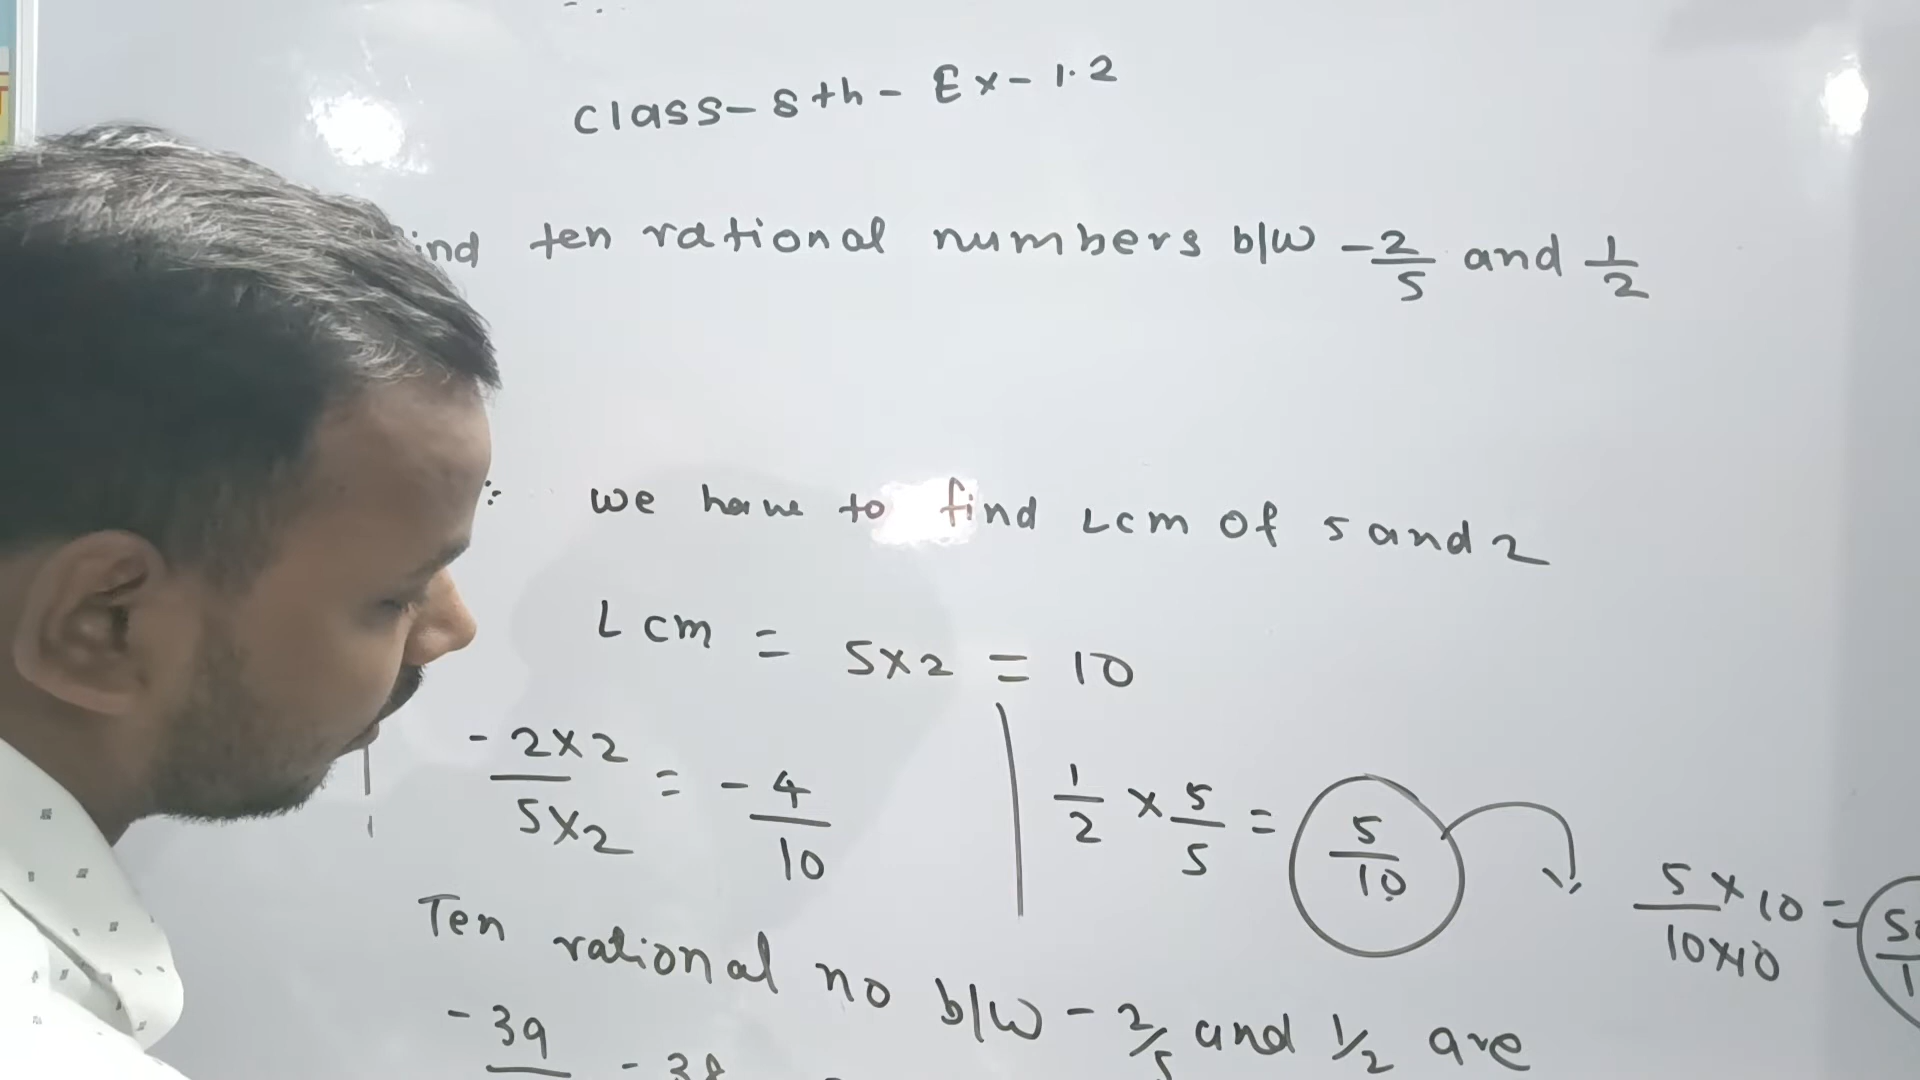 class-8th- Ex-1.2
ind ten rational numbers b/w -2/5 and 1/2
we have to find Lcm of 5 and 2
Lcm = 5x2 = 10
-2x2/5x2 = -4/10 | 1/2 x 5/5 = 5/10
5x10/10x10 =
Ten rational no b/w -2/5 and 1/2 are
-39 -38